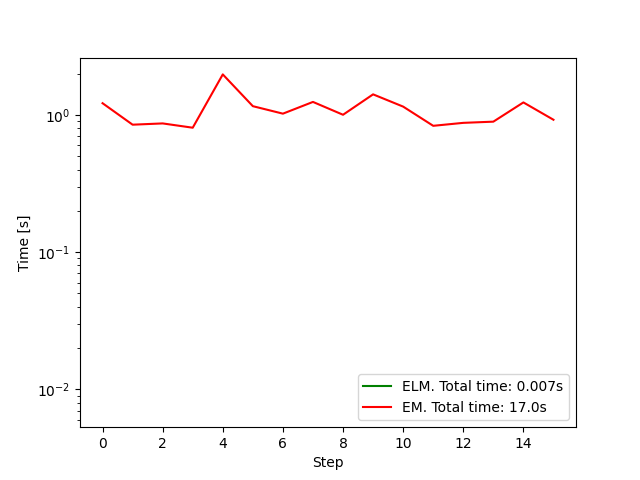 10⁰
10⁻¹
10⁻²
Time [s]
ELM. Total time: 0.007s
EM. Total time: 17.0s
0 2 4 6 8 10 12 14
Step